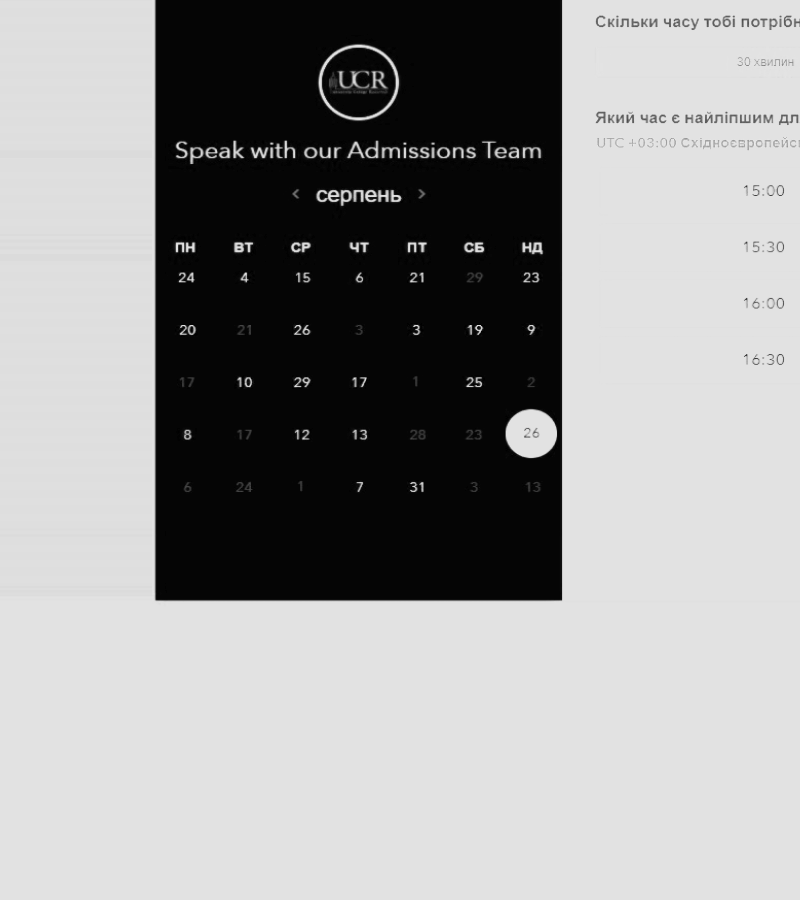 UCR
Speak with our Admissions Team
< серпень >
ПН ВТ СР ЧТ ПТ СБ НД
24 4 15 6 21 29 23
20 21 26 3 3 19 9
17 10 29 17 1 25 2
8 17 12 13 28 23 26
6 24 1 7 31 3 13
Скільки часу тобі потрібн
30 хвилин
Який час є найліпшим дл
UTC +03:00 Східноєвропейсь
15:00
15:30
16:00
16:30